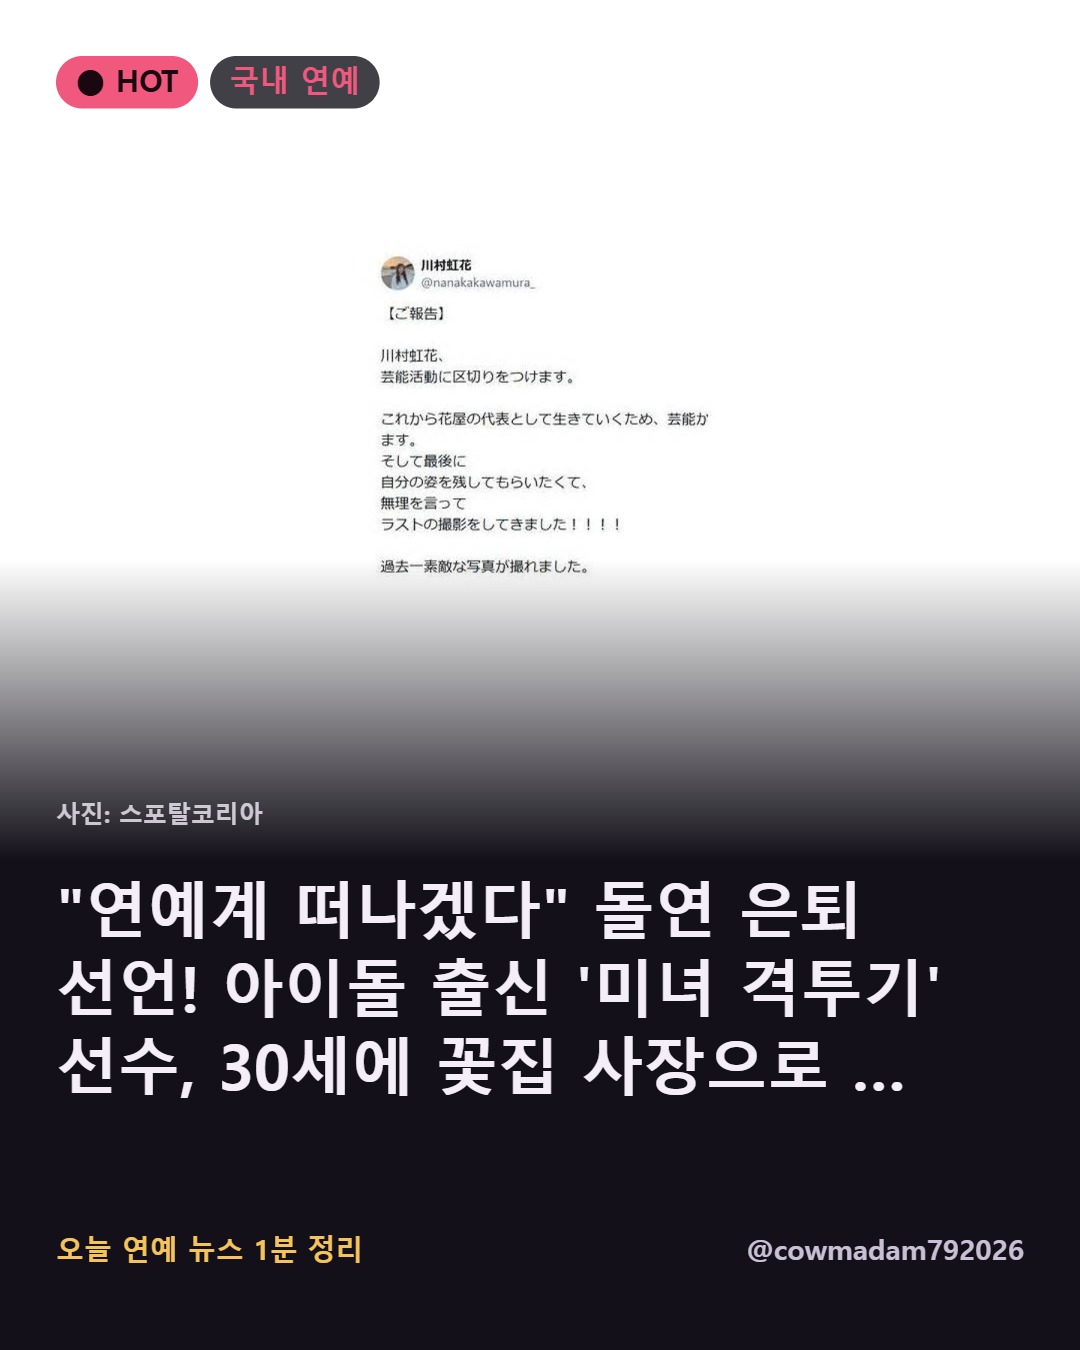 HOT
국내 연예
川村虹花
@nanakakawamura_
【ご報告】
川村虹花、
芸能活動に区切りをつけます。
これから花屋の代表として生きていくため、芸能か
ます。
そして最後に
自分の姿を残してもらいたくて、
無理を言って
ラストの撮影をしてきました！！！！
過去一素敵な写真が撮れました。
사진: 스포탈코리아
"연예계 떠나겠다" 돌연 은퇴
선언! 아이돌 출신 '미녀 격투기'
선수, 30세에 꽃집 사장으로 ...
오늘 연예 뉴스 1분 정리
@cowmadam792026